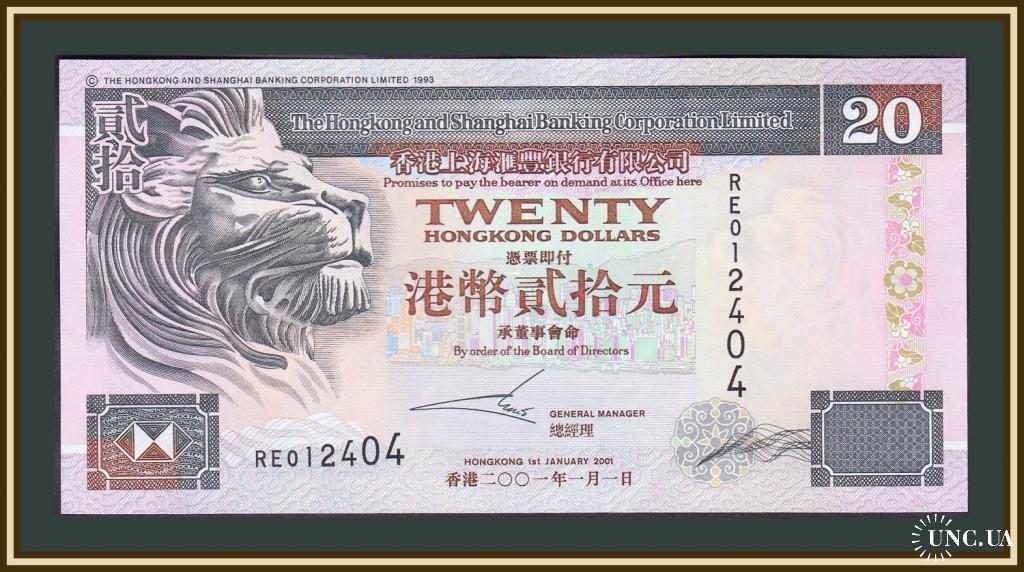 © THE HONGKONG AND SHANGHAI BANKING CORPORATION LIMITED 1993
貳拾
The Hongkong and Shanghai Banking Corporation Limited
20
香港上海滙豐銀行有限公司
Promises to pay the bearer on demand at its Office here
TWENTY
HONGKONG DOLLARS
憑票即付
港幣貳拾元
承董事會命
By order of the Board of Directors
RE012404
GENERAL MANAGER
總經理
RE012404
HONGKONG 1st JANUARY 2001
香港二〇〇一年一月一日
UNC.UA